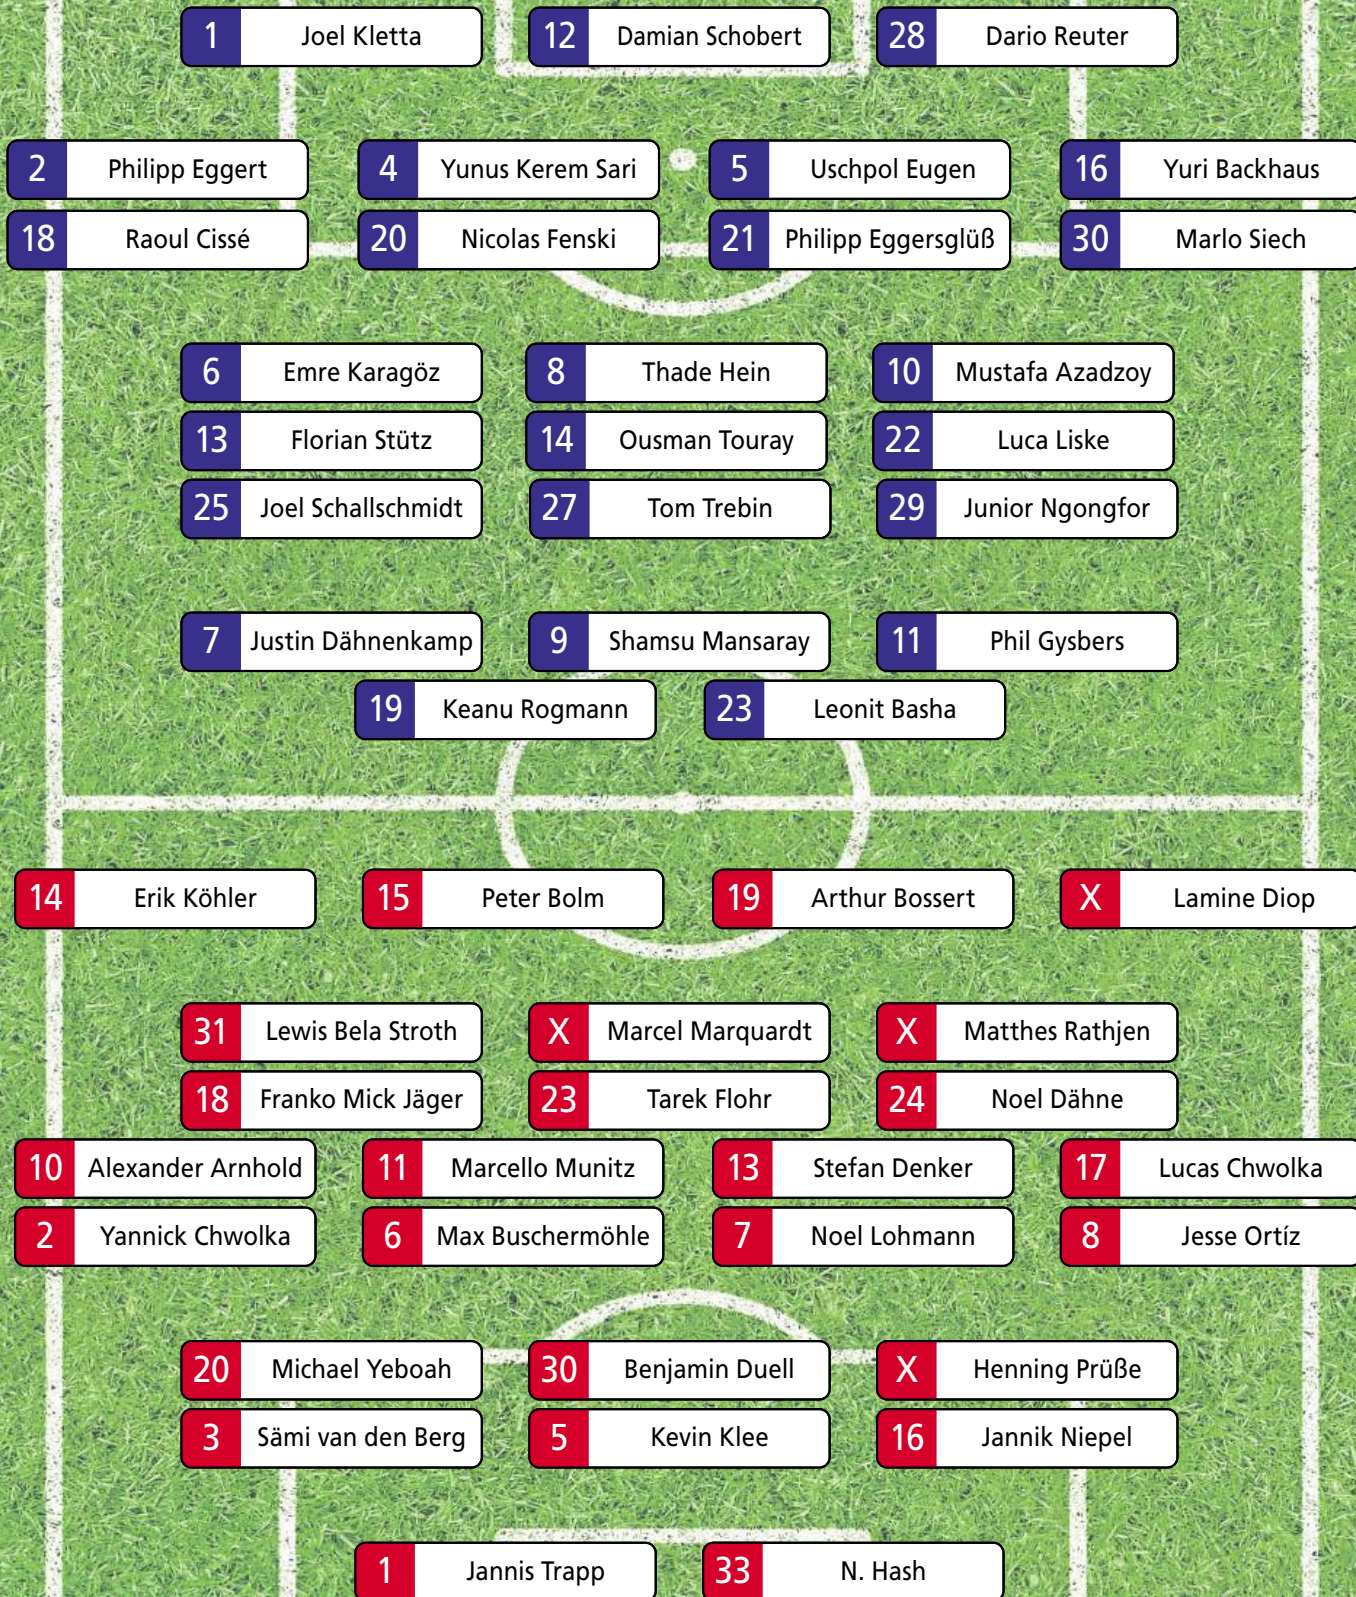 1 Joel Kletta 12 Damian Schobert 28 Dario Reuter
2 Philipp Eggert 4 Yunus Kerem Sari 5 Uschpol Eugen 16 Yuri Backhaus
18 Raoul Cissé 20 Nicolas Fenski 21 Philipp Eggersglüß 30 Marlo Siech
6 Emre Karagöz 8 Thade Hein 10 Mustafa Azadzoy
13 Florian Stütz 14 Ousman Touray 22 Luca Liske
25 Joel Schallschmidt 27 Tom Trebin 29 Junior Ngongfor
7 Justin Dähnenkamp 9 Shamsu Mansaray 11 Phil Gysbers
19 Keanu Rogmann 23 Leonit Basha
14 Erik Köhler 15 Peter Bolm 19 Arthur Bossert X Lamine Diop
31 Lewis Bela Stroth X Marcel Marquardt X Matthes Rathjen
18 Franko Mick Jäger 23 Tarek Flohr 24 Noel Dähne
10 Alexander Arnhold 11 Marcello Munitz 13 Stefan Denker 17 Lucas Chwolka
2 Yannick Chwolka 6 Max Buschermöhle 7 Noel Lohmann 8 Jesse Ortíz
20 Michael Yeboah 30 Benjamin Duell X Henning Prüße
3 Sämi van den Berg 5 Kevin Klee 16 Jannik Niepel
1 Jannis Trapp 33 N. Hash